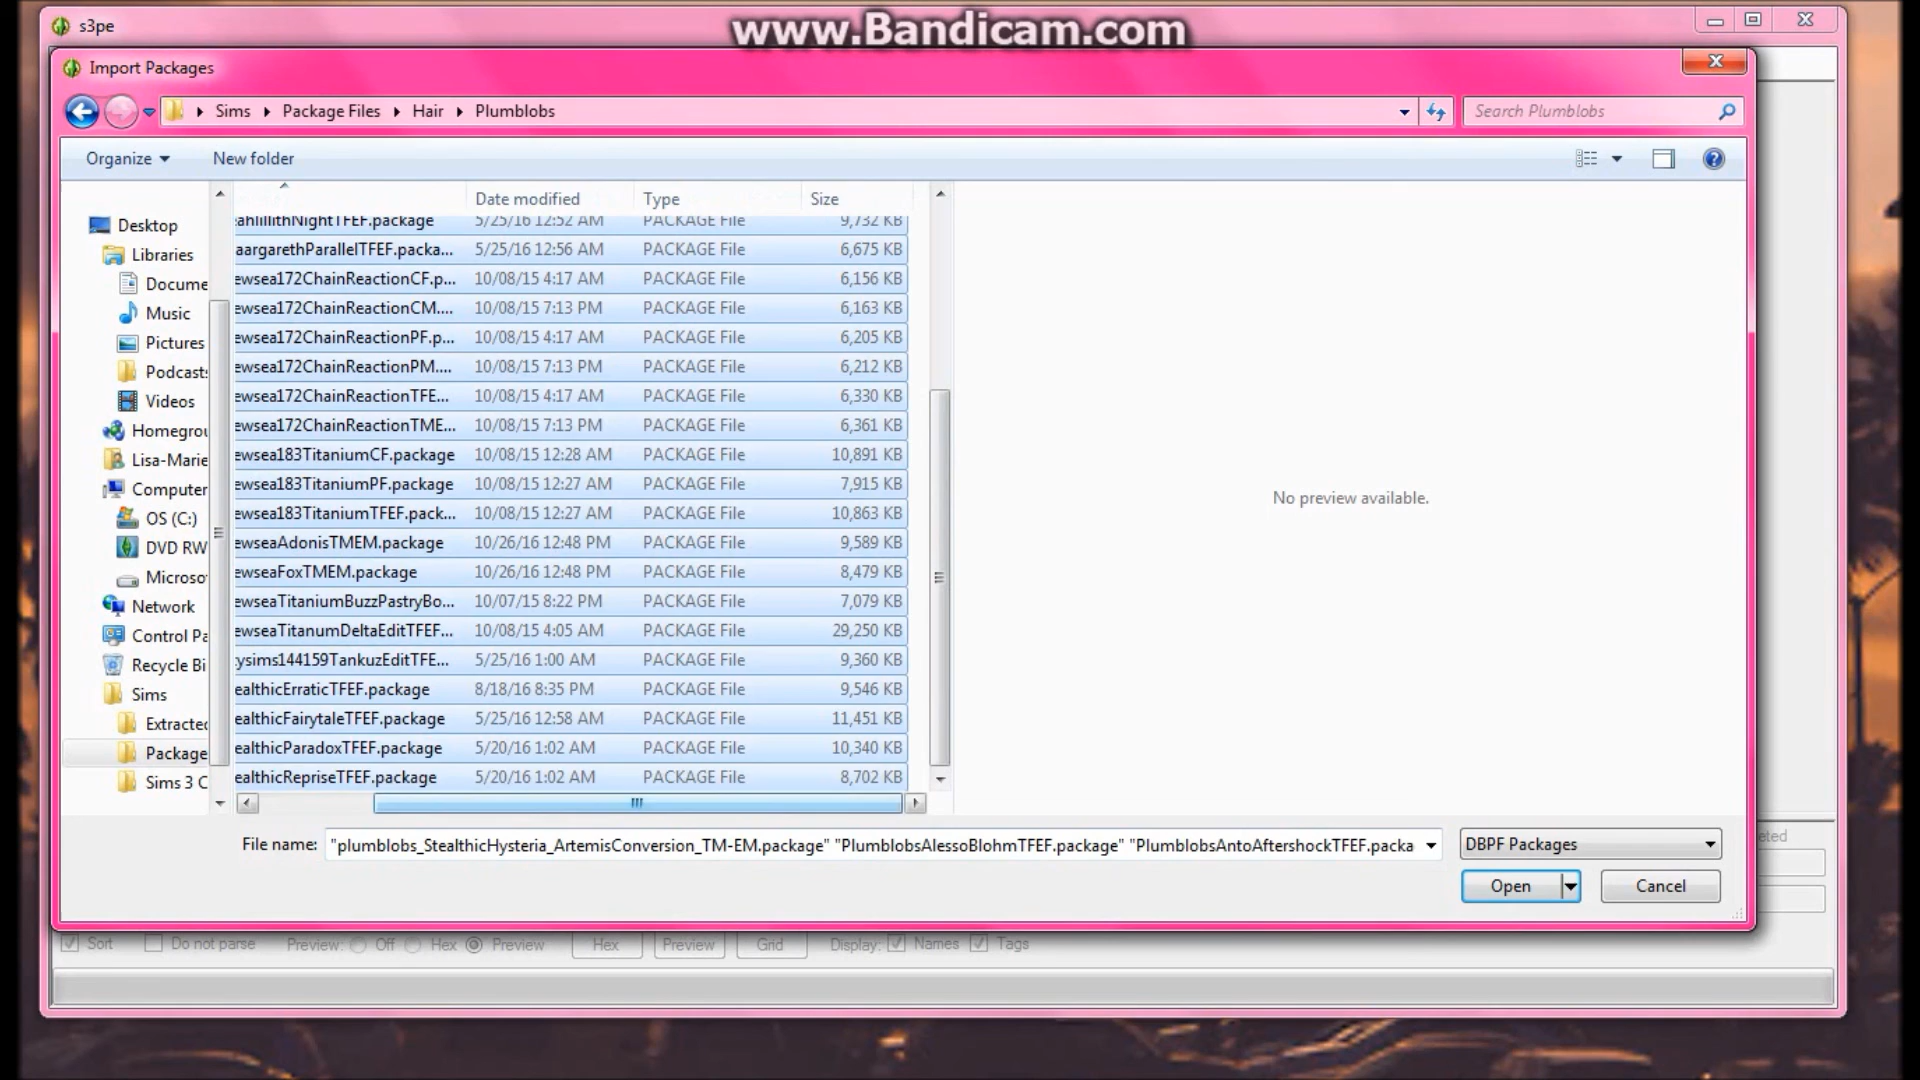 www.Bandicam.com
s3pe
Import Packages
Sims Package Files Hair Plumblobs
Search Plumblobs
Organize New folder
Date modified Type Size
Desktop
Libraries
Docume
Music
Pictures
Podcasts
Videos
Homegrou
Lisa-Marie
Computer
OS (C:)
DVD RW
Microso
Network
Control Pa
Recycle Bi
Sims
Extracted
Package
Sims 3 C
ahlilithNightTFEF.package 5/25/16 12:52 AM PACKAGE File 9,732 KB
aargarethParallelTFEF.packa... 5/25/16 12:56 AM PACKAGE File 6,675 KB
ewsea172ChainReactionCF.p... 10/08/15 4:17 AM PACKAGE File 6,156 KB
ewsea172ChainReactionCM.... 10/08/15 7:13 PM PACKAGE File 6,163 KB
ewsea172ChainReactionPF.p... 10/08/15 4:17 AM PACKAGE File 6,205 KB
ewsea172ChainReactionPM.... 10/08/15 7:13 PM PACKAGE File 6,212 KB
ewsea172ChainReactionTFE... 10/08/15 4:17 AM PACKAGE File 6,330 KB
ewsea172ChainReactionTME... 10/08/15 7:13 PM PACKAGE File 6,361 KB
ewsea183TitaniumCF.package 10/08/15 12:28 AM PACKAGE File 10,891 KB
ewsea183TitaniumPF.package 10/08/15 12:27 AM PACKAGE File 7,915 KB
ewsea183TitaniumTFEF.pack... 10/08/15 12:27 AM PACKAGE File 10,863 KB
ewseaAdonisTMEM.package 10/26/16 12:48 PM PACKAGE File 9,589 KB
ewseaFoxTMEM.package 10/26/16 12:48 PM PACKAGE File 8,479 KB
ewseaTitaniumBuzzPastryBo... 10/07/15 8:22 PM PACKAGE File 7,079 KB
ewseaTitanumDeltaEditTFEF... 10/08/15 4:05 AM PACKAGE File 29,250 KB
ysims144159TankuzEditTFE... 5/25/16 1:00 AM PACKAGE File 9,360 KB
ealthicErraticTFEF.package 8/18/16 8:35 PM PACKAGE File 9,546 KB
ealthicFairytaleTFEF.package 5/25/16 12:58 AM PACKAGE File 11,451 KB
ealthicParadoxTFEF.package 5/20/16 1:02 AM PACKAGE File 10,340 KB
ealthicRepriseTFEF.package 5/20/16 1:02 AM PACKAGE File 8,702 KB
No preview available.
File name: "plumblobs_StealthicHysteria_ArtemisConversion_TM-EM.package" "PlumblobsAlessoBlohmTFEF.package" "PlumblobsAntoAftershockTFEF.packa
DBPF Packages
Open Cancel
Sort Do not parse Preview: Off Hex Preview Hex Preview Grid Display: Names Tags